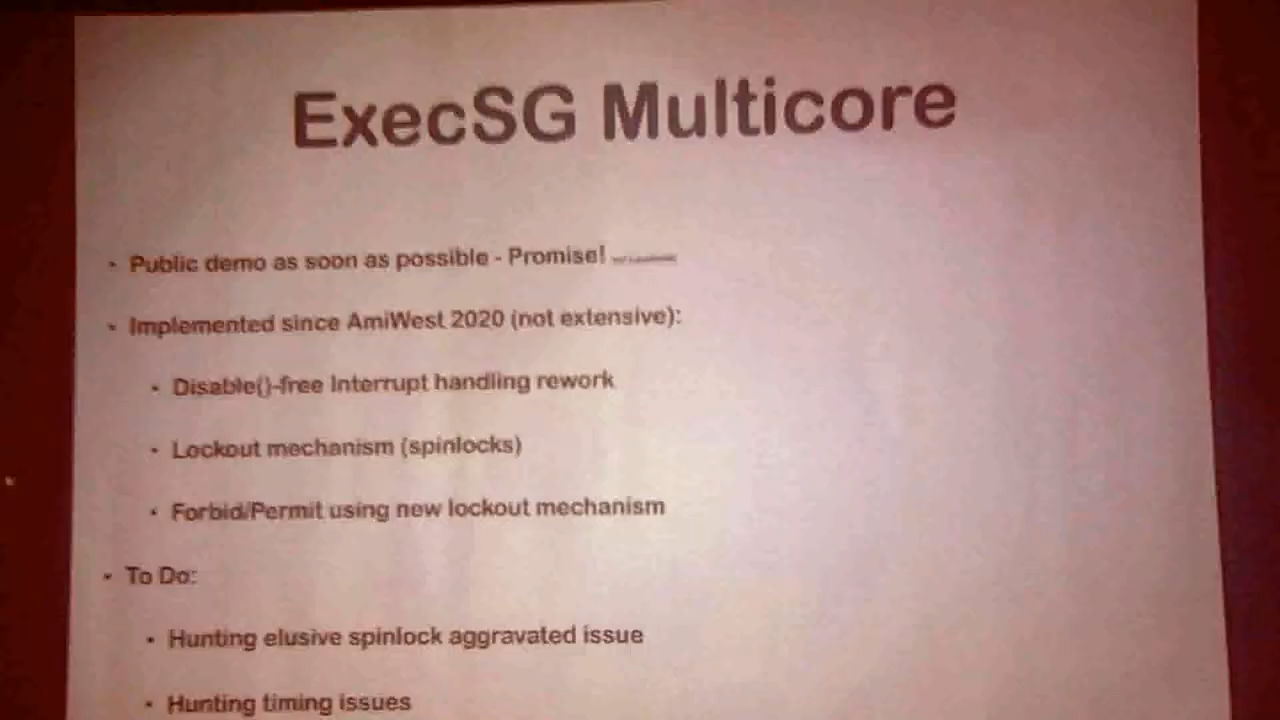 ExecSG Multicore
• Public demo as soon as possible - Promise!
• Implemented since AmiWest 2020 (not extensive):
• Disable()-free Interrupt handling rework
• Lockout mechanism (spinlocks)
• Forbid/Permit using new lockout mechanism
• To Do:
• Hunting elusive spinlock aggravated issue
• Hunting timing issues